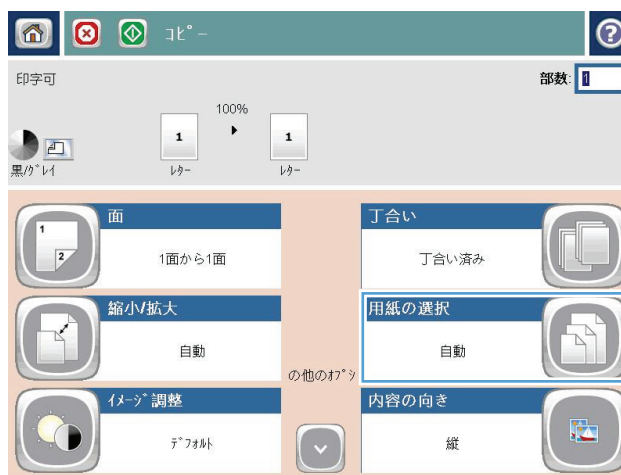 コピー
印字可
部数: 1
100%
1
1
黒/グレイ
レター
レター
面
1
2
1面から1面
丁合い
丁合い済み
縮小/拡大
自動
用紙の選択
自動
の他のオプシ
イメージ調整
デフォルト
内容の向き
縦